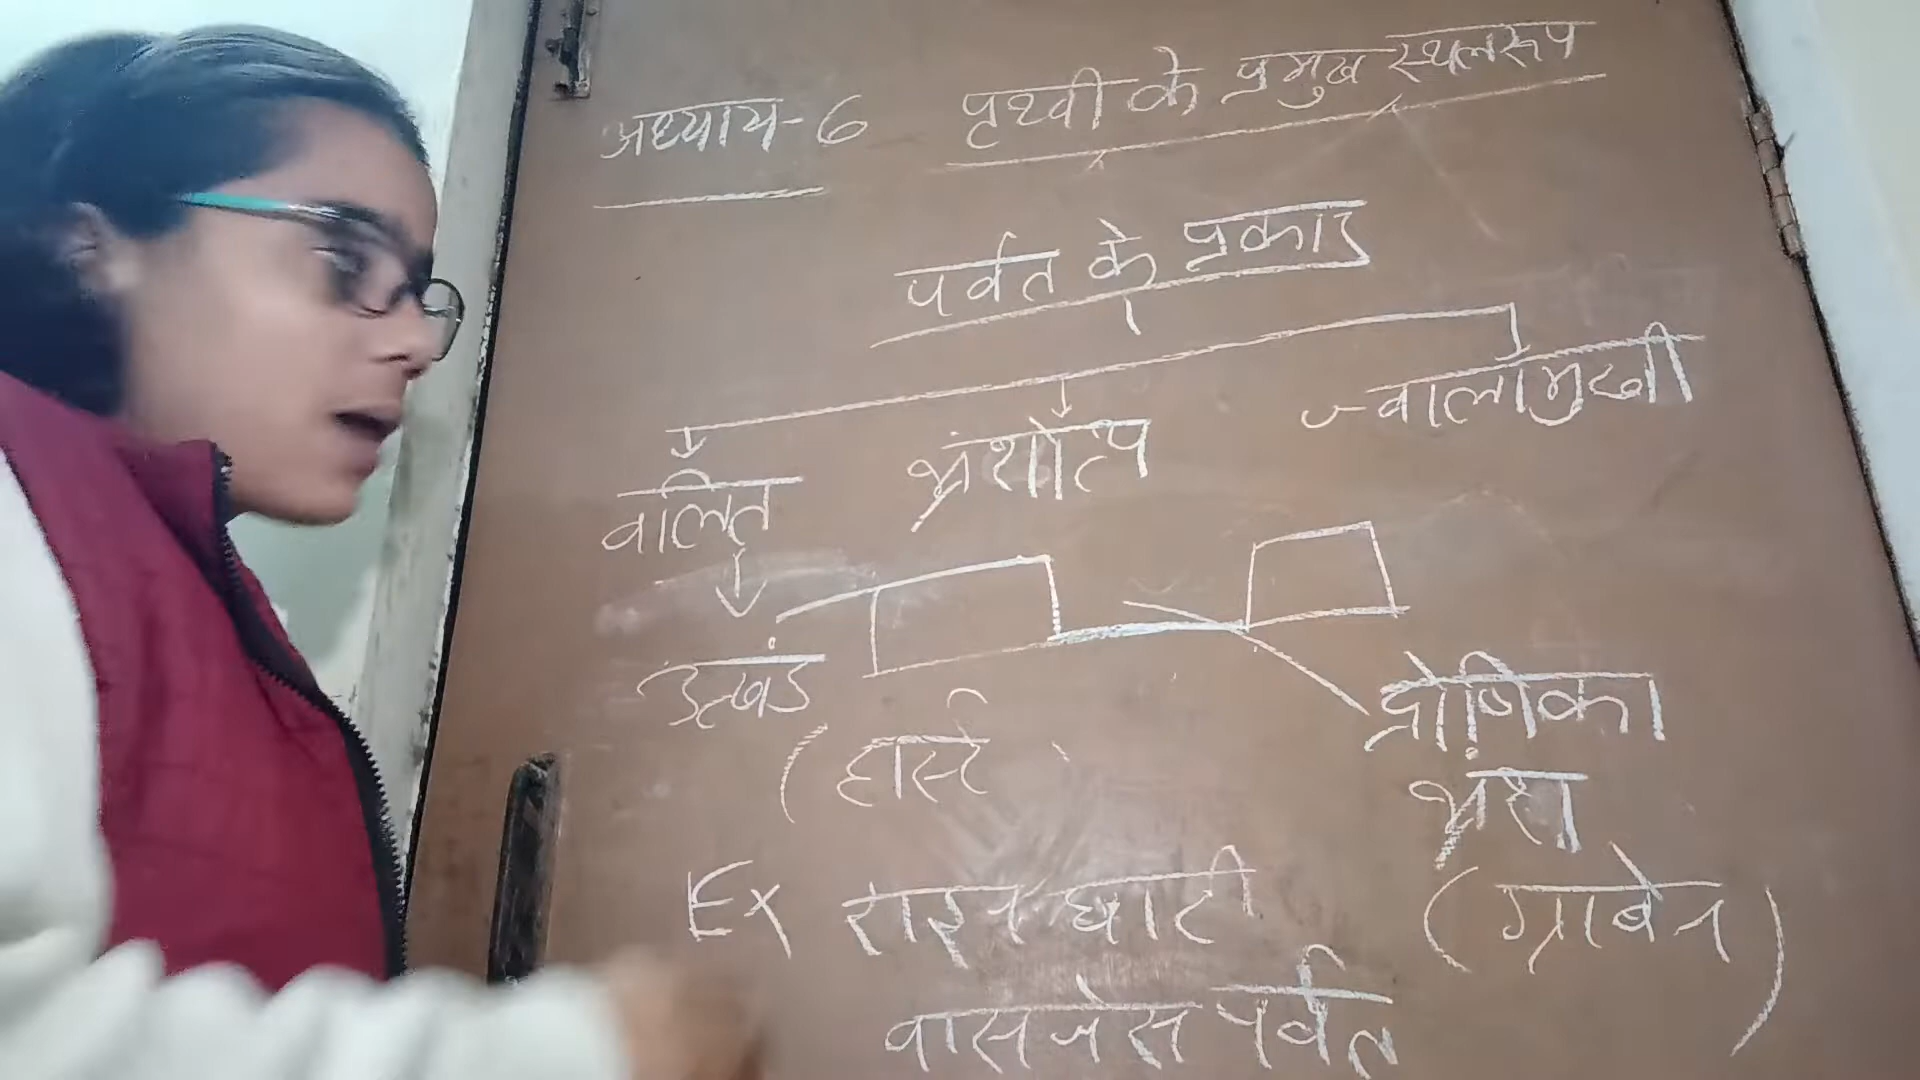 अध्याय-6 पृथ्वी के प्रमुख स्थलरूप
पर्वत के प्रकार
वलित भ्रंशोत्थ ज्वालामुखी
उत्खंड
(हार्स्ट)
द्रोणिका
भ्रंश
(ग्राबेन)
Ex राइन घाटी
वासजेस पर्वत